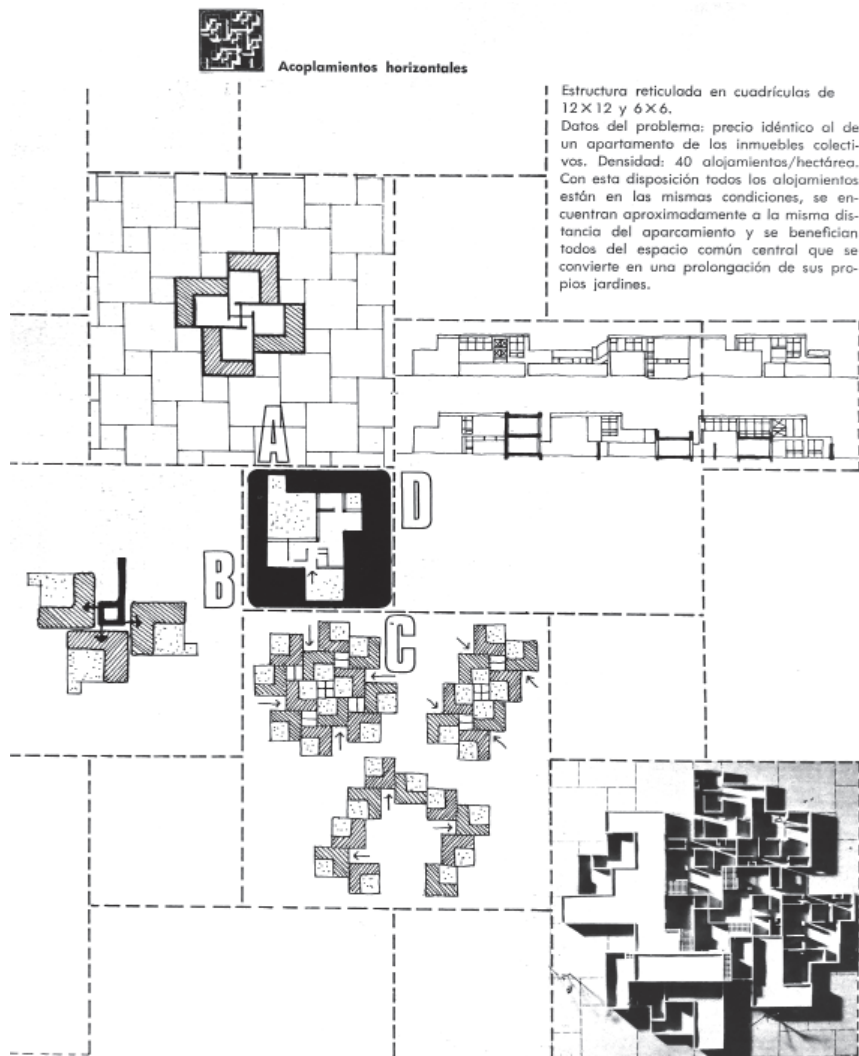 Acoplamientos horizontales
Estructura reticulada en cuadrículas de
12×12 y 6×6.
Datos del problema: precio idéntico al de
un apartamento de los inmuebles colecti-
vos. Densidad: 40 alojamientos/hectárea.
Con esta disposición todos los alojamientos
están en las mismas condiciones, se en-
cuentran aproximadamente a la misma dis-
tancia del aparcamiento y se benefician
todos del espacio común central que se
convierte en una prolongación de sus pro-
pios jardines.
A
D
B
C